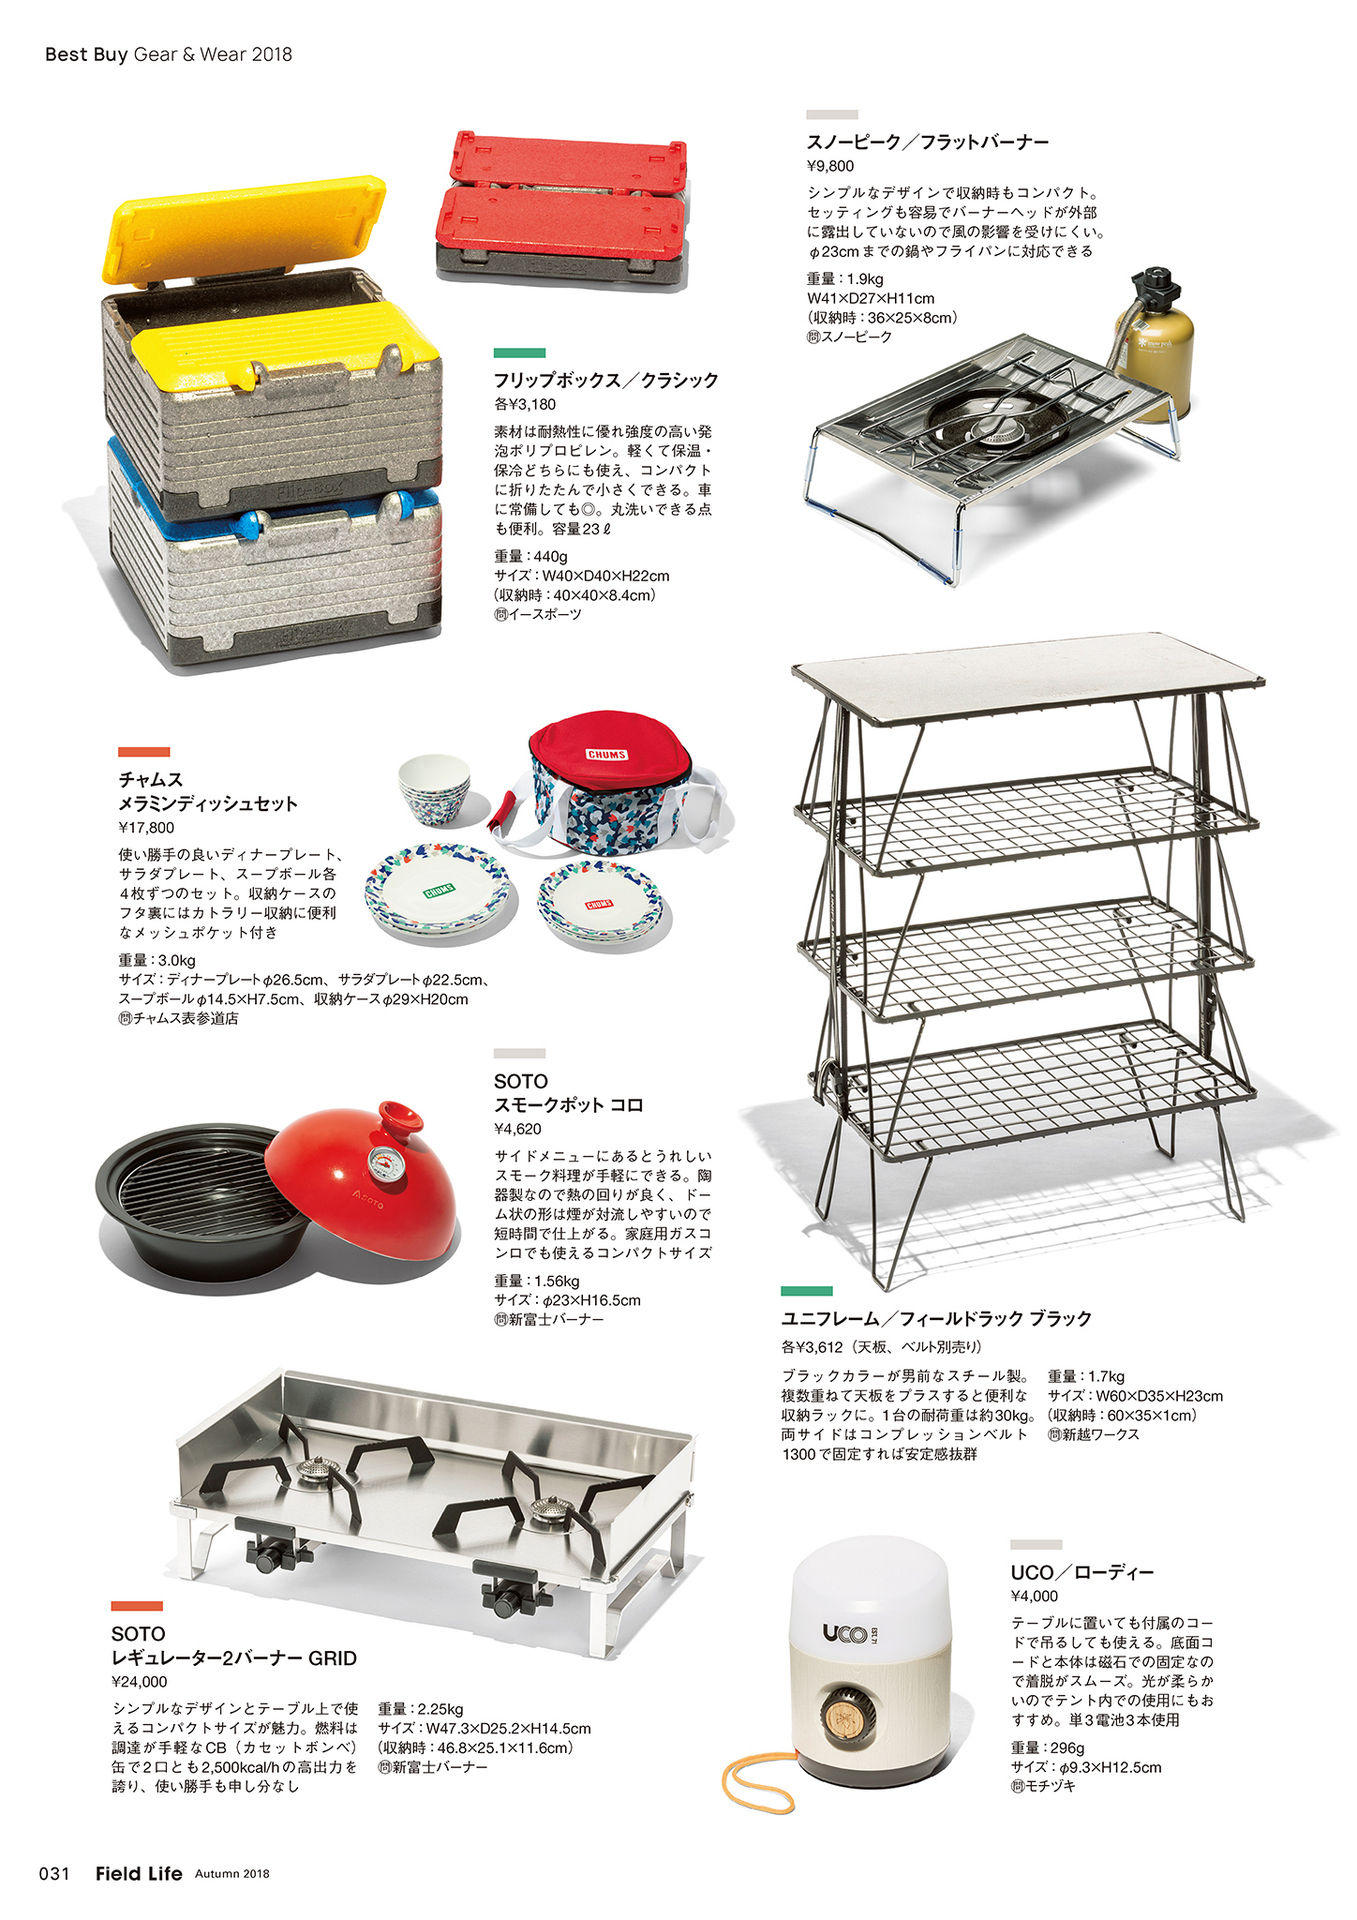 Best Buy Gear & Wear 2018
スノーピーク／フラットバーナー
¥9,800
シンプルなデザインで収納時もコンパクト。
セッティングも容易でバーナーヘッドが外部
に露出していないので風の影響を受けにくい。
φ23cmまでの鍋やフライパンに対応できる
重量：1.9kg
W41×D27×H11cm
（収納時：36×25×8cm）
㉄スノーピーク
snow peak
フリップボックス／クラシック
各¥3,180
素材は耐熱性に優れ強度の高い発
泡ポリプロピレン。軽くて保温・
保冷どちらにも使え、コンパクト
に折りたたんで小さくできる。車
に常備しても◎。丸洗いできる点
も便利。容量23ℓ
重量：440g
サイズ：W40×D40×H22cm
（収納時：40×40×8.4cm）
㉄イースポーツ
Flip-Box
Flip-Box
Flip-Box
チャムス
メラミンディッシュセット
¥17,800
使い勝手の良いディナープレート、
サラダプレート、スープボール各
4枚ずつのセット。収納ケースの
フタ裏にはカトラリー収納に便利
なメッシュポケット付き
重量：3.0kg
サイズ：ディナープレートφ26.5cm、サラダプレートφ22.5cm、
スープボールφ14.5×H7.5cm、収納ケースφ29×H20cm
㉄チャムス表参道店
CHUMS
CHUMS
CHUMS
SOTO
スモークポット コロ
¥4,620
サイドメニューにあるとうれしい
スモーク料理が手軽にできる。陶
器製なので熱の回りが良く、ドー
ム状の形は煙が対流しやすいので
短時間で仕上がる。家庭用ガスコ
ンロでも使えるコンパクトサイズ
重量：1.56kg
サイズ：φ23×H16.5cm
㉄新富士バーナー
SOTO
ユニフレーム／フィールドラック ブラック
各¥3,612（天板、ベルト別売り）
ブラックカラーが男前なスチール製。
複数重ねて天板をプラスすると便利な
収納ラックに。1台の耐荷重は約30kg。
両サイドはコンプレッションベルト
1300で固定すれば安定感抜群
重量：1.7kg
サイズ：W60×D35×H23cm
（収納時：60×35×1cm）
㉄新越ワークス
SOTO
レギュレーター2バーナー GRID
¥24,000
シンプルなデザインとテーブル上で使
えるコンパクトサイズが魅力。燃料は
調達が手軽なCB（カセットボンベ）
缶で2口とも2,500kcal/hの高出力を
誇り、使い勝手も申し分なし
重量：2.25kg
サイズ：W47.3×D25.2×H14.5cm
（収納時：46.8×25.1×11.6cm）
㉄新富士バーナー
UCO／ローディー
¥4,000
テーブルに置いても付属のコー
ドで吊るしても使える。底面コ
ードと本体は磁石での固定なの
で着脱がスムーズ。光が柔らか
いのでテント内での使用にもお
すすめ。単3電池3本使用
重量：296g
サイズ：φ9.3×H12.5cm
㉄モチヅキ
UCO EST. 71
031 Field Life Autumn 2018